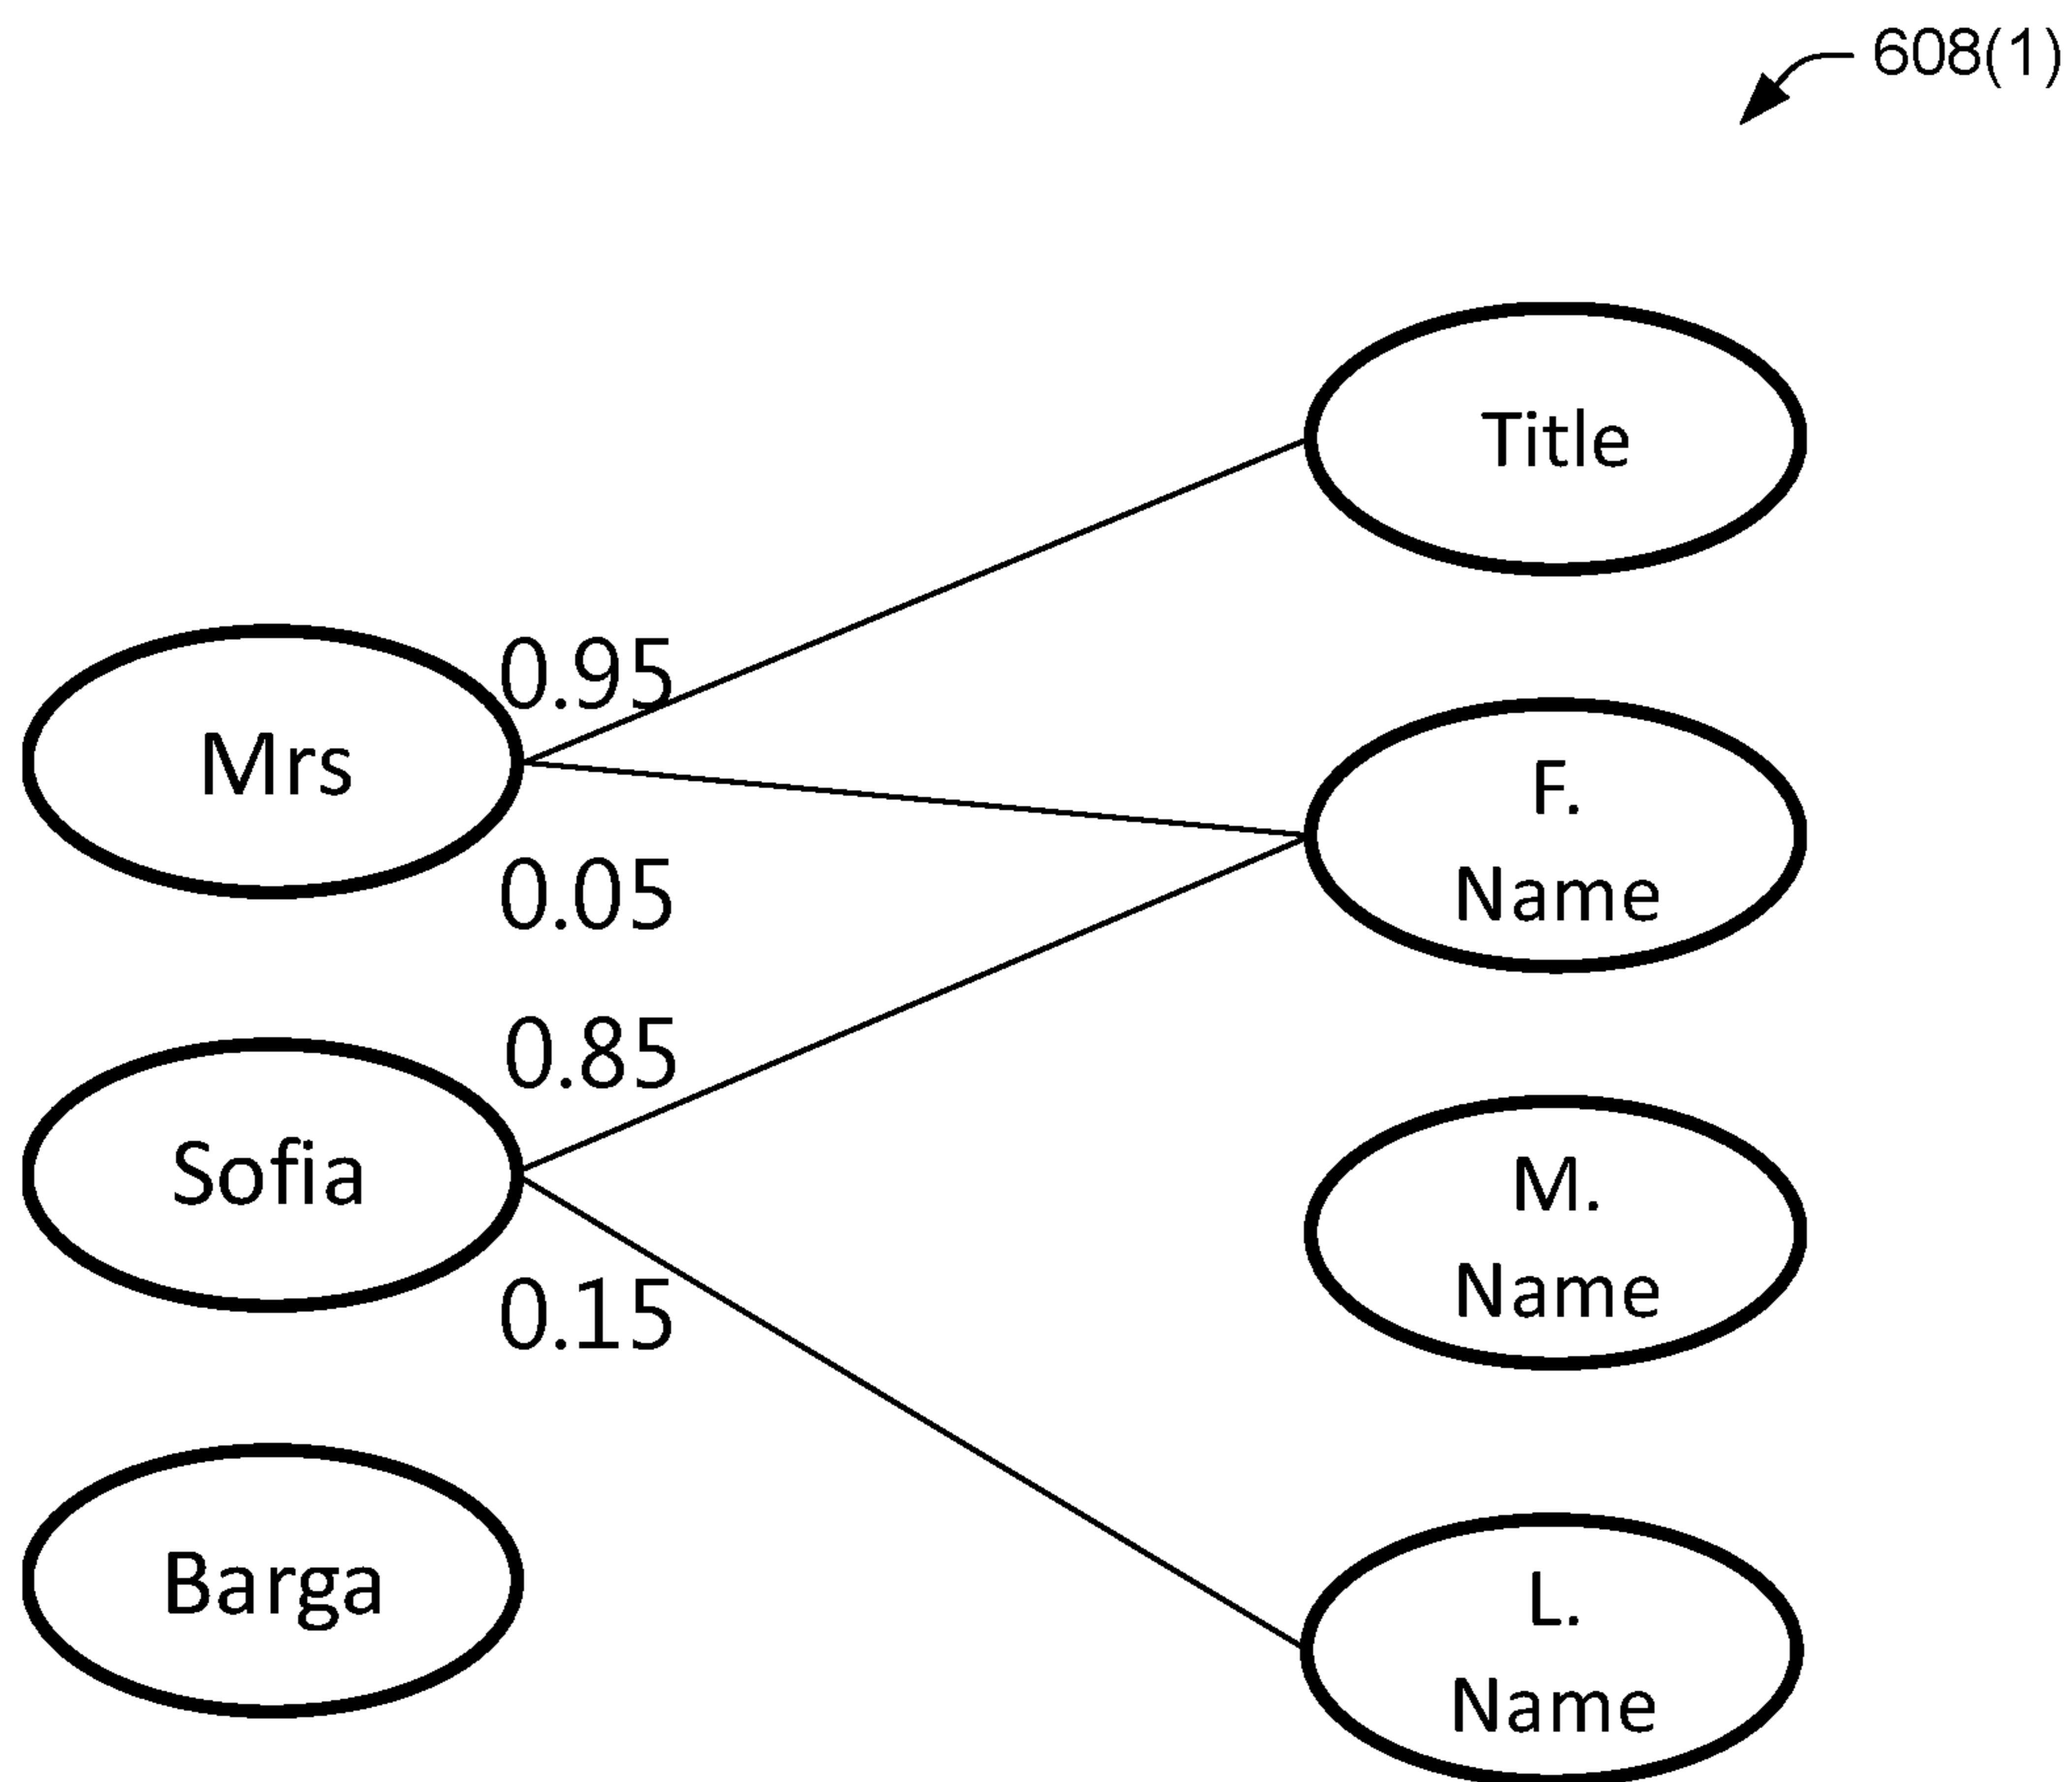 608(1)
Title
0.95
Mrs
F.
Name
0.05
0.85
Sofia
M.
Name
0.15
Barga
L.
Name